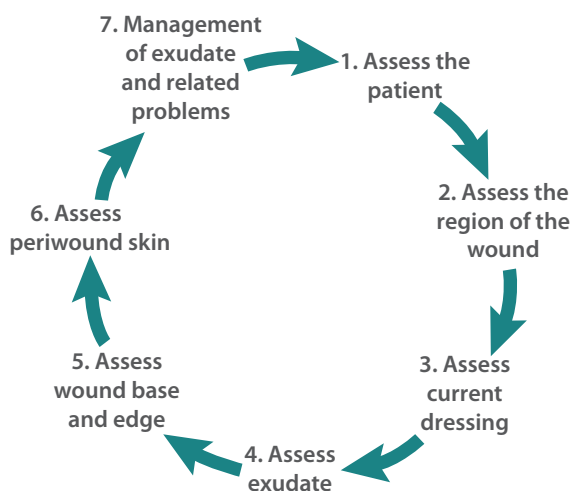 7. Management
of exudate
and related
problems
1. Assess the
patient
2. Assess the
region of the
wound
3. Assess
current
dressing
4. Assess
exudate
5. Assess
wound base
and edge
6. Assess
periwound skin